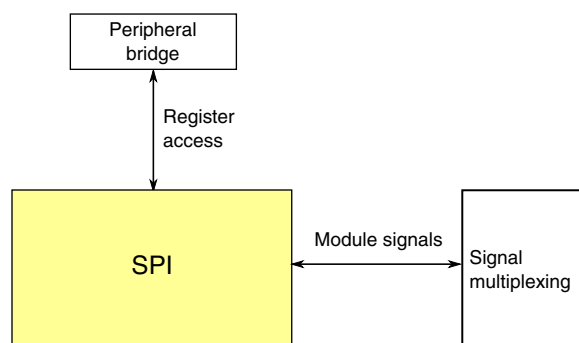 Peripheral
bridge
Register
access
SPI
Module signals
Signal
multiplexing